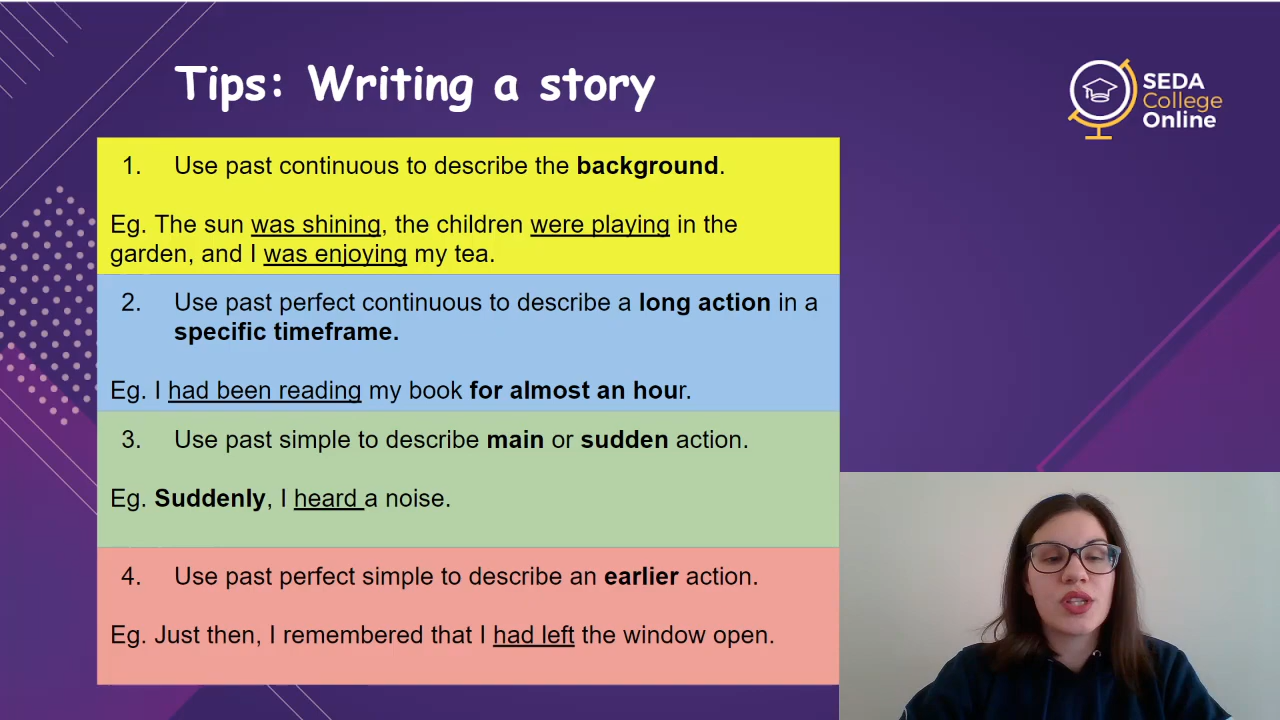 Tips: Writing a story
SEDA
College
Online
1. Use past continuous to describe the background.
Eg. The sun was shining, the children were playing in the
garden, and I was enjoying my tea.
2. Use past perfect continuous to describe a long action in a
specific timeframe.
Eg. I had been reading my book for almost an hour.
3. Use past simple to describe main or sudden action.
Eg. Suddenly, I heard a noise.
4. Use past perfect simple to describe an earlier action.
Eg. Just then, I remembered that I had left the window open.